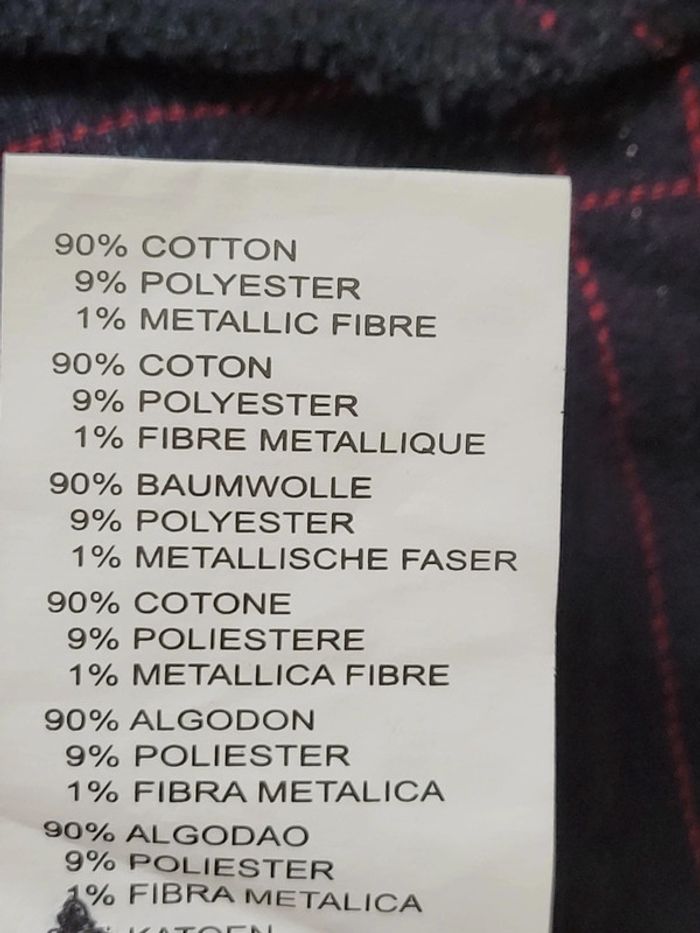 90% COTTON
9% POLYESTER
1% METALLIC FIBRE
90% COTON
9% POLYESTER
1% FIBRE METALLIQUE
90% BAUMWOLLE
9% POLYESTER
1% METALLISCHE FASER
90% COTONE
9% POLIESTERE
1% METALLICA FIBRE
90% ALGODON
9% POLIESTER
1% FIBRA METALICA
90% ALGODAO
9% POLIESTER
1% FIBRA METALICA
KATOEN